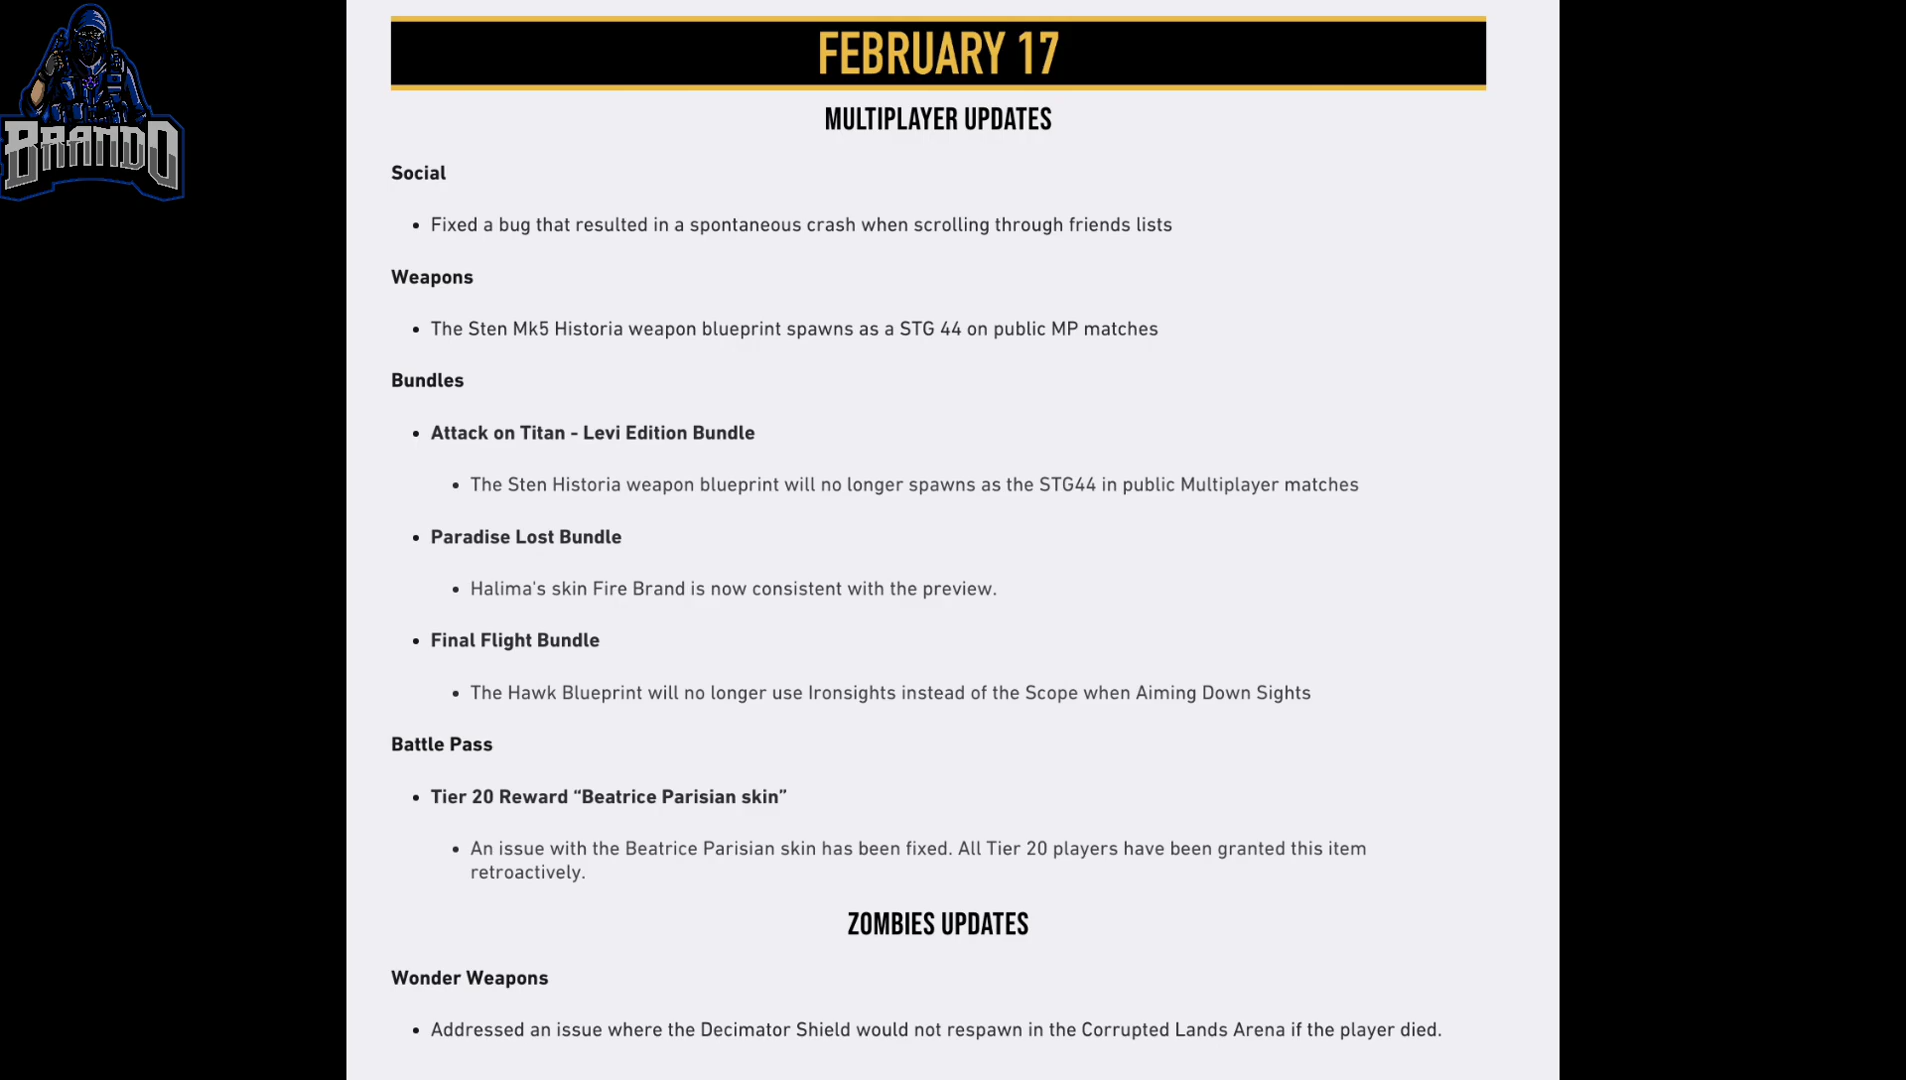 BRANDO
FEBRUARY 17
MULTIPLAYER UPDATES
Social
• Fixed a bug that resulted in a spontaneous crash when scrolling through friends lists
Weapons
• The Sten Mk5 Historia weapon blueprint spawns as a STG 44 on public MP matches
Bundles
• Attack on Titan - Levi Edition Bundle
• The Sten Historia weapon blueprint will no longer spawns as the STG44 in public Multiplayer matches
• Paradise Lost Bundle
• Halima's skin Fire Brand is now consistent with the preview.
• Final Flight Bundle
• The Hawk Blueprint will no longer use Ironsights instead of the Scope when Aiming Down Sights
Battle Pass
• Tier 20 Reward “Beatrice Parisian skin”
• An issue with the Beatrice Parisian skin has been fixed. All Tier 20 players have been granted this item
retroactively.
ZOMBIES UPDATES
Wonder Weapons
• Addressed an issue where the Decimator Shield would not respawn in the Corrupted Lands Arena if the player died.